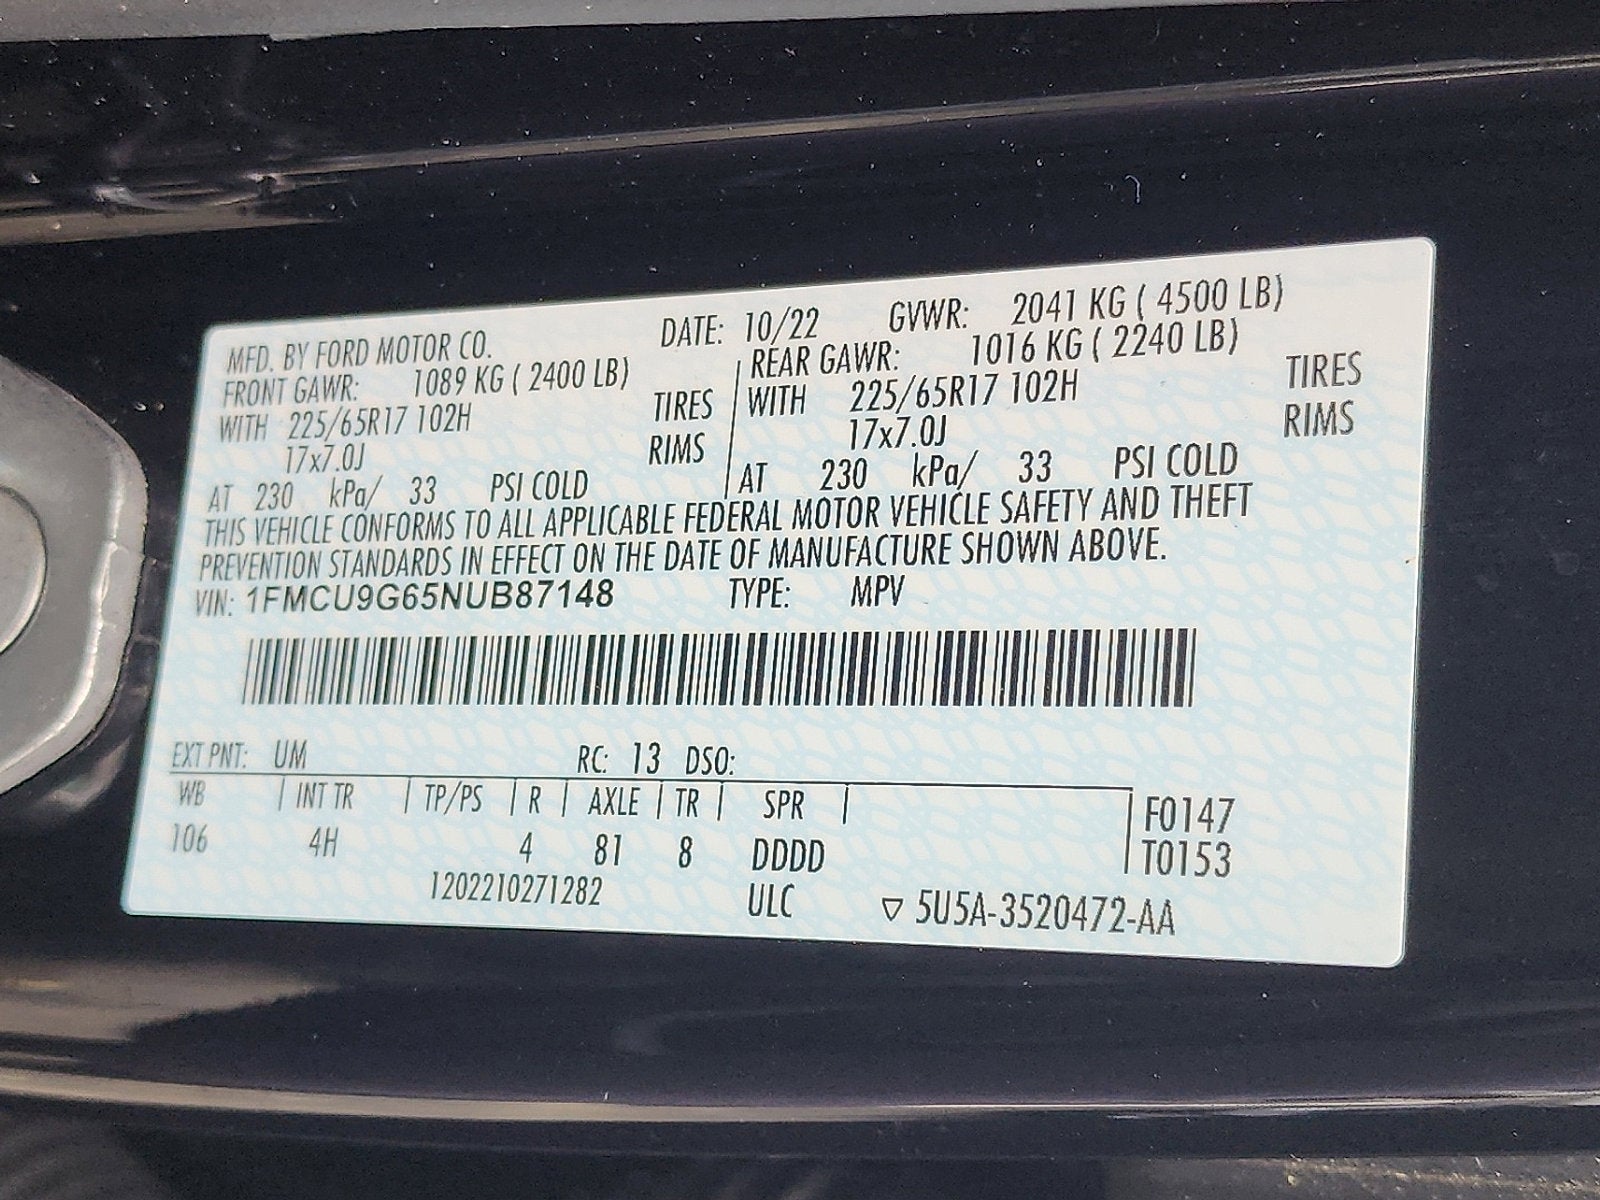 MFD. BY FORD MOTOR CO. DATE: 10/22 GVWR: 2041 KG ( 4500 LB)
FRONT GAWR: 1089 KG ( 2400 LB) REAR GAWR: 1016 KG ( 2240 LB)
WITH 225/65R17 102H TIRES WITH 225/65R17 102H TIRES
17x7.0J RIMS 17x7.0J RIMS
AT 230 kPa/ 33 PSI COLD AT 230 kPa/ 33 PSI COLD
THIS VEHICLE CONFORMS TO ALL APPLICABLE FEDERAL MOTOR VEHICLE SAFETY AND THEFT
PREVENTION STANDARDS IN EFFECT ON THE DATE OF MANUFACTURE SHOWN ABOVE.
VIN: 1FMCU9G65NUB87148 TYPE: MPV
EXT PNT: UM RC: 13 DSO:
WB INT TR TP/PS R AXLE TR SPR F0147
106 4H 4 81 8 DDDD T0153
1202210271282 ULC ▽ 5U5A-3520472-AA